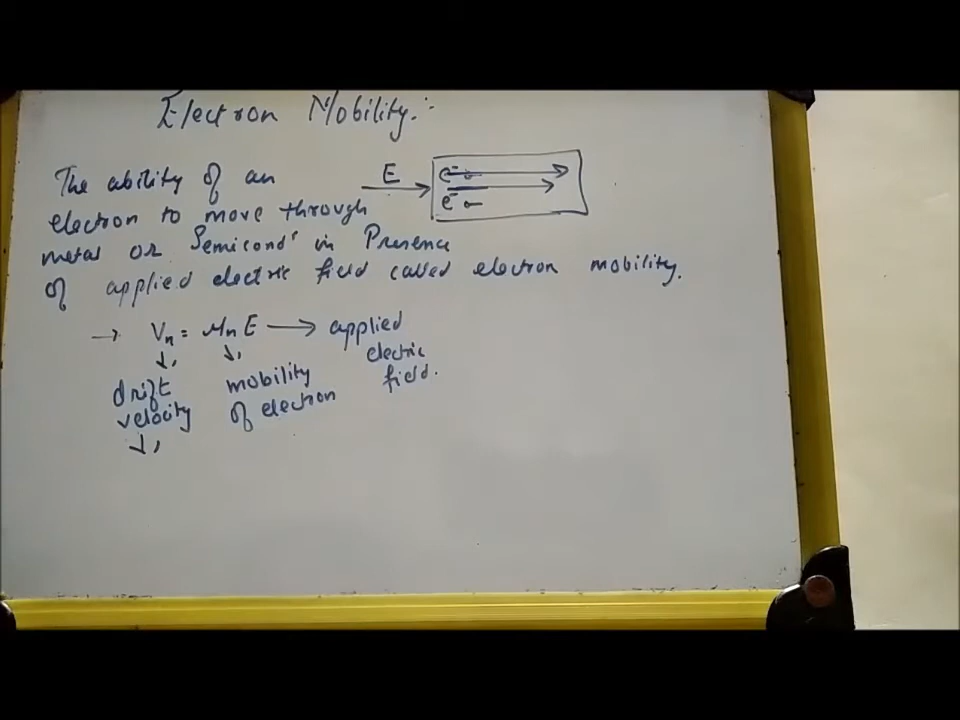 Electron Mobility:-
The ability of an
electron to move through
metal or Semicond^r in Presence
of applied electric field called electron mobility.
E
e-
e-
→ Vn = μn E → applied electric field.
drift velocity
mobility of electron